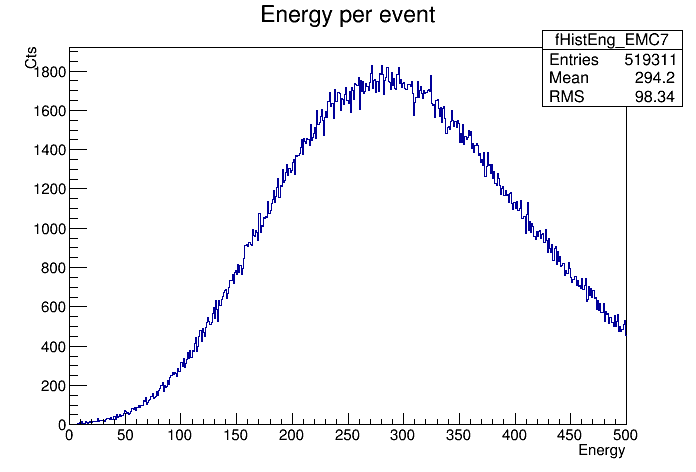 Energy per event
fHistEng_EMC7
Entries 519311
Mean 294.2
RMS 98.34
Cts
1800
1600
1400
1200
1000
800
600
400
200
0
0 50 100 150 200 250 300 350 400 450 500
Energy